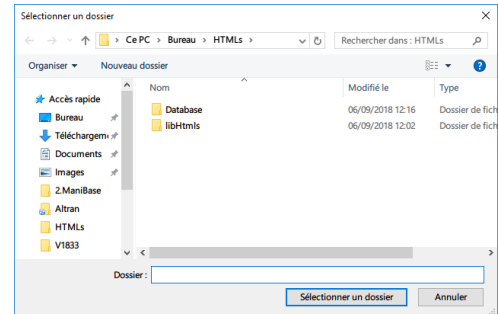 Sélectionner un dossier
Ce PC > Bureau > HTMLs >
Rechercher dans : HTMLs
Organiser
Nouveau dossier
Nom
Modifié le
Type
Accès rapide
Bureau
Téléchargem
Documents
Images
2.ManiBase
Altran
HTMLs
V1833
Database
06/09/2018 12:16
Dossier de fich
libHtmls
06/09/2018 12:02
Dossier de fich
Dossier :
Sélectionner un dossier
Annuler